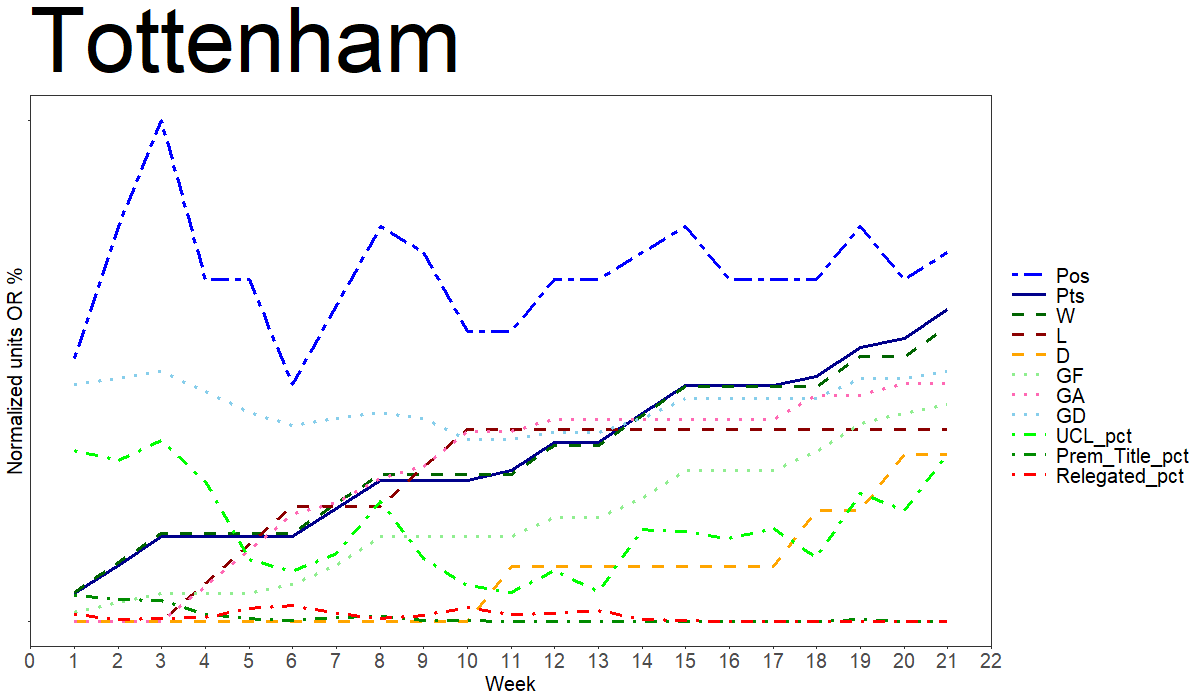 Tottenham
Normalized units OR %
0 1 2 3 4 5 6 7 8 9 10 11 12 13 14 15 16 17 18 19 20 21 22
Week
Pos
Pts
W
L
D
GF
GA
GD
UCL_pct
Prem_Title_pct
Relegated_pct